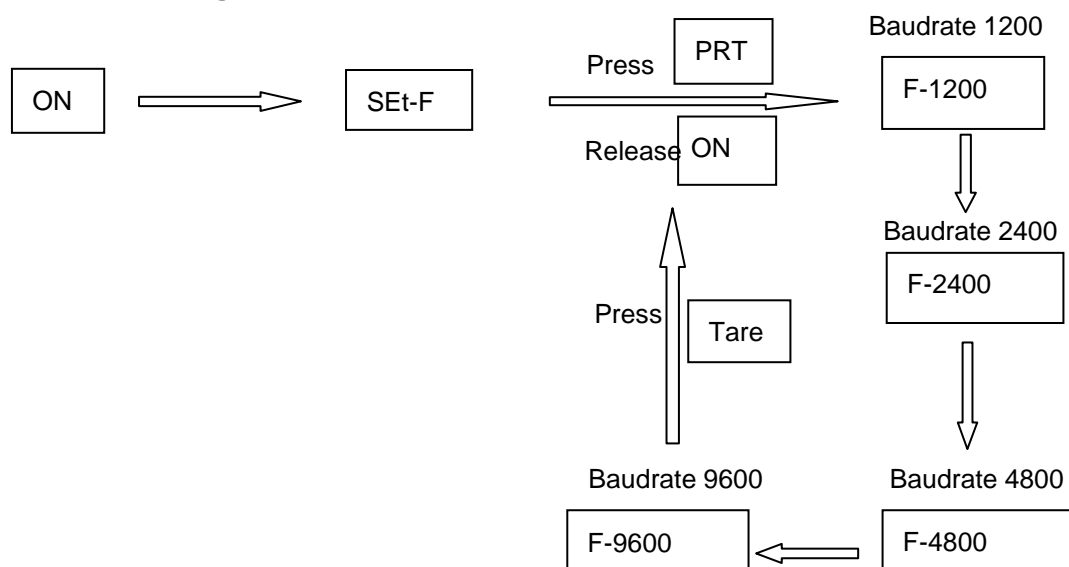 ON
SEt-F
Press
PRT
Release
ON
Baudrate 1200
F-1200
Baudrate 2400
F-2400
Press
Tare
Baudrate 9600
Baudrate 4800
F-9600
F-4800